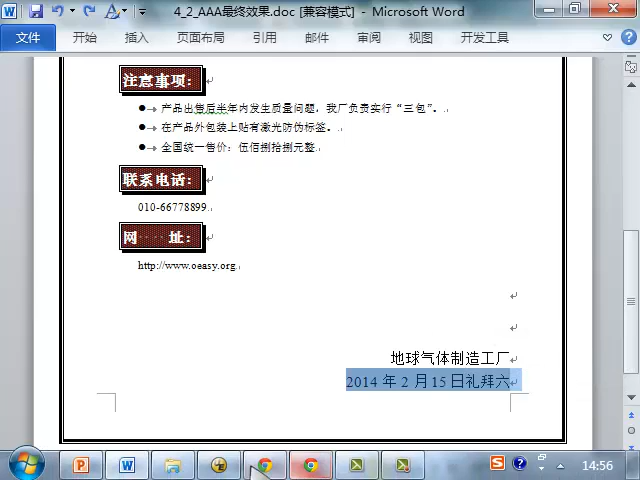 4_2_AAA最终效果.doc [兼容模式] - Microsoft Word
文件 开始 插入 页面布局 引用 邮件 审阅 视图 开发工具
注意事项：
产品出售后半年内发生质量问题，我厂负责实行“三包”。
在产品外包装上贴有激光防伪标签。
全国统一售价：伍佰捌拾捌元整
联系电话：
010-66778899
网 址：
http://www.oeasy.org
地球气体制造工厂
2014 年 2 月 15 日礼拜六
14:56